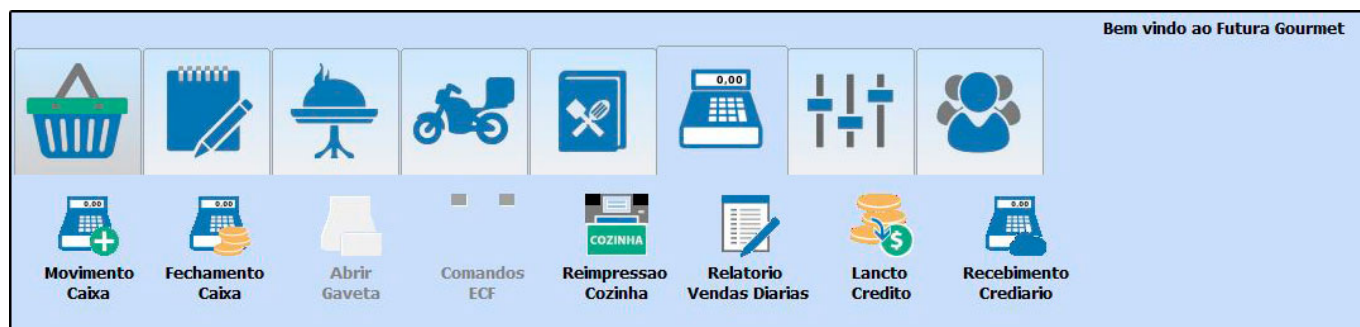 Bem vindo ao Futura Gourmet
0,00
0,00
0,00
COZINHA
0,00
Movimento Caixa
Fechamento Caixa
Abrir Gaveta
Comandos ECF
Reimpressao Cozinha
Relatorio Vendas Diarias
Lancto Credito
Recebimento Crediario